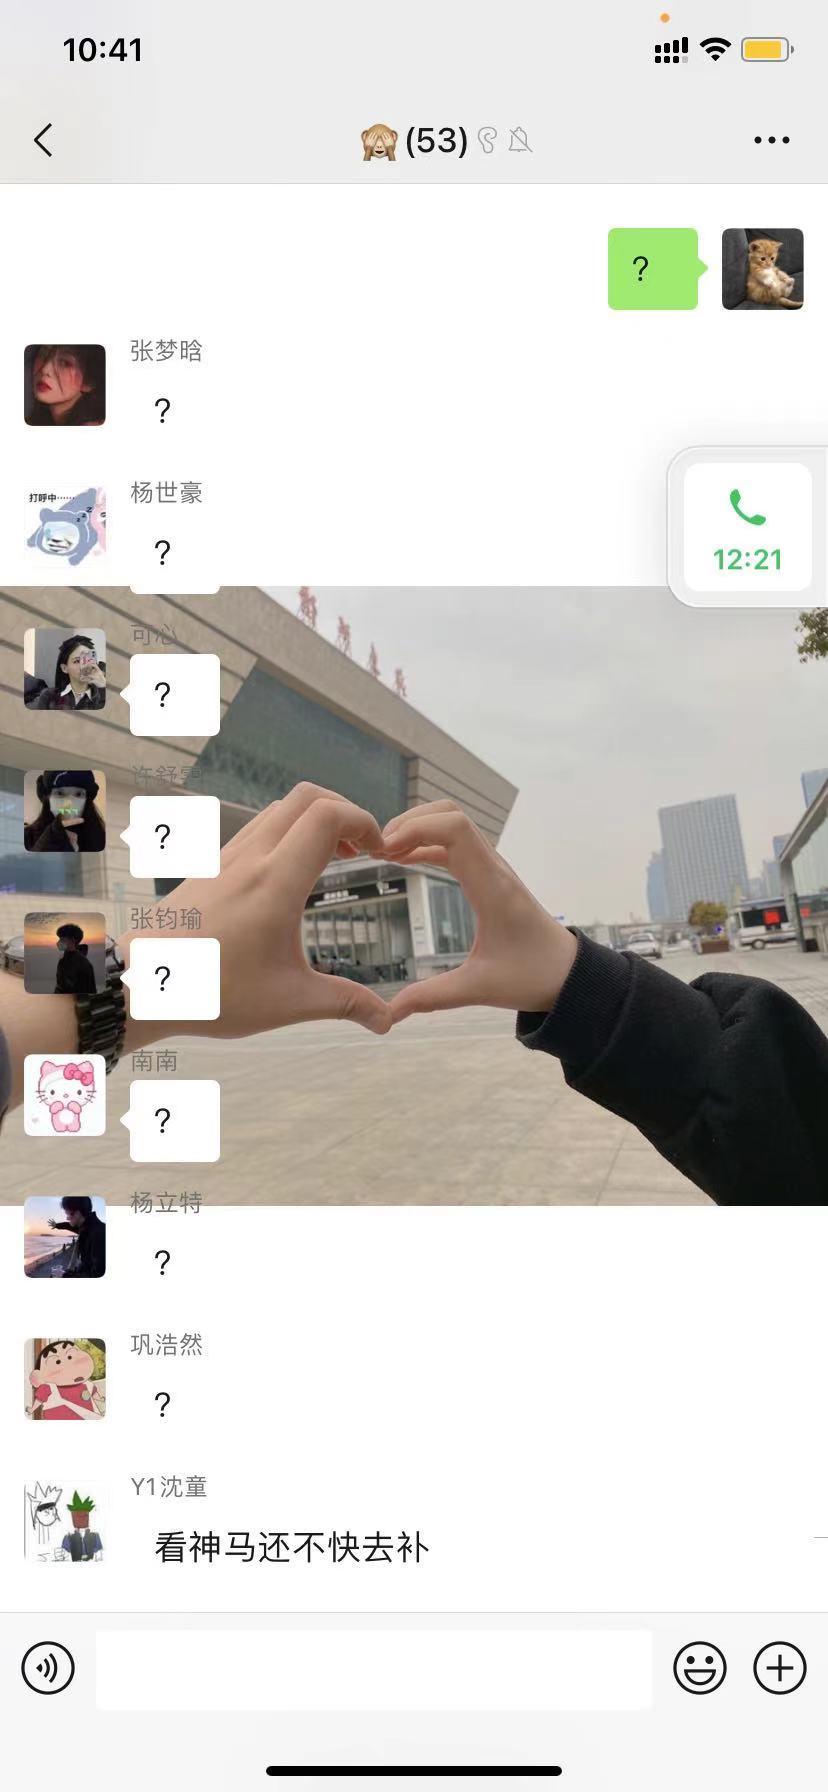 10:41
(53)
?
张梦晗
?
打呼中……
杨世豪
?
12:21
可心
?
许舒雯
?
张钧瑜
?
南南
?
杨立特
?
巩浩然
?
Y1沈童
看神马还不快去补